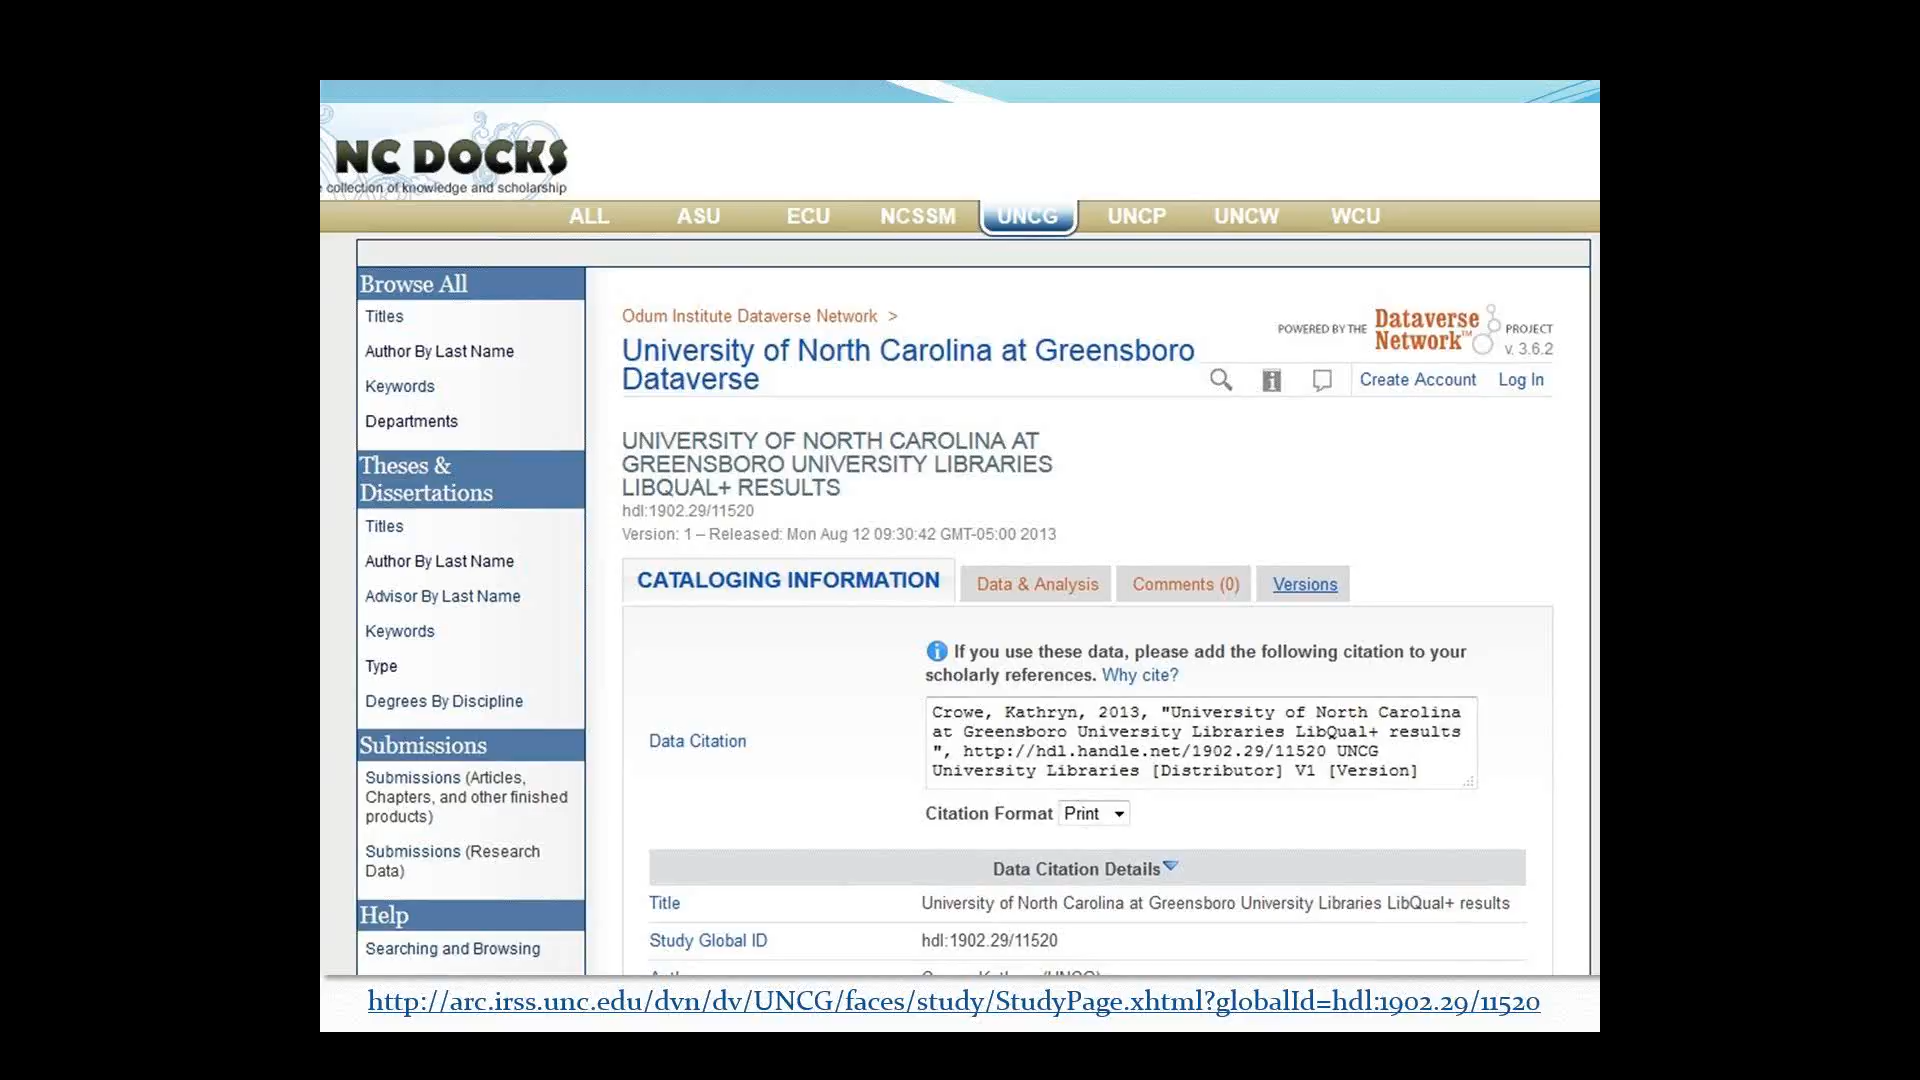 NC DOCKS
collection of knowledge and scholarship
ALL ASU ECU NCSSM UNCG UNCP UNCW WCU
Browse All
Titles
Author By Last Name
Keywords
Departments
Theses &
Dissertations
Titles
Author By Last Name
Advisor By Last Name
Keywords
Type
Degrees By Discipline
Submissions
Submissions (Articles,
Chapters, and other finished
products)
Submissions (Research
Data)
Help
Searching and Browsing
Odum Institute Dataverse Network >
POWERED BY THE Dataverse Network™ PROJECT
v. 3.6.2
University of North Carolina at Greensboro
Dataverse
Create Account Log In
UNIVERSITY OF NORTH CAROLINA AT
GREENSBORO UNIVERSITY LIBRARIES
LIBQUAL+ RESULTS
hdl:1902.29/11520
Version: 1 – Released: Mon Aug 12 09:30:42 GMT-05:00 2013
CATALOGING INFORMATION Data & Analysis Comments (0) Versions
If you use these data, please add the following citation to your
scholarly references. Why cite?
Data Citation
Crowe, Kathryn, 2013, "University of North Carolina
at Greensboro University Libraries LibQual+ results
", http://hdl.handle.net/1902.29/11520 UNCG
University Libraries [Distributor] V1 [Version]
Citation Format Print
Data Citation Details
Title University of North Carolina at Greensboro University Libraries LibQual+ results
Study Global ID hdl:1902.29/11520
http://arc.irss.unc.edu/dvn/dv/UNCG/faces/study/StudyPage.xhtml?globalId=hdl:1902.29/11520